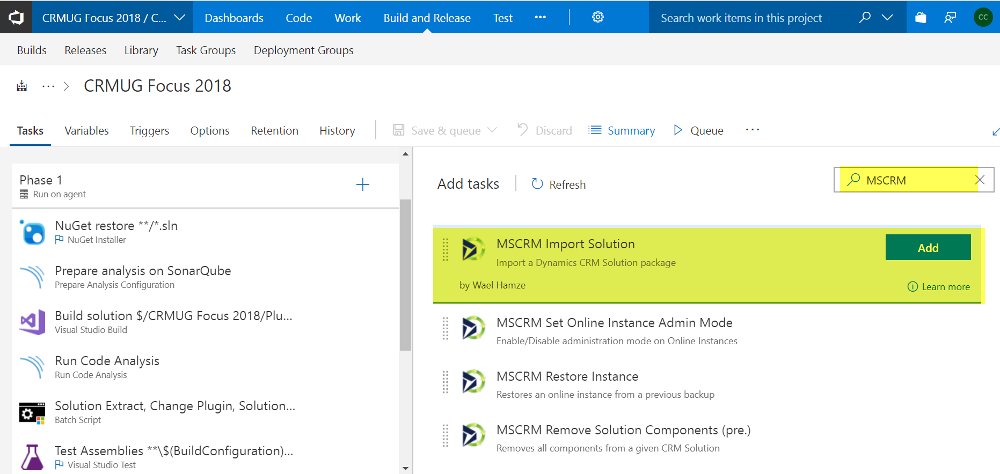 CRMUG Focus 2018 / C... Dashboards Code Work Build and Release Test ··· Search work items in this project CC
Builds Releases Library Task Groups Deployment Groups
··· > CRMUG Focus 2018
Tasks Variables Triggers Options Retention History Save & queue Discard Summary Queue ···
Phase 1
Run on agent
NuGet restore **/*.sln
NuGet Installer
Prepare analysis on SonarQube
Prepare Analysis Configuration
Build solution $/CRMUG Focus 2018/Plu...
Visual Studio Build
Run Code Analysis
Run Code Analysis
Solution Extract, Change Plugin, Solution...
Batch Script
Test Assemblies **\$(BuildConfiguration)...
Visual Studio Test
Add tasks Refresh MSCRM
MSCRM Import Solution
Add
Import a Dynamics CRM Solution package
by Wael Hamze
Learn more
MSCRM Set Online Instance Admin Mode
Enable/Disable administration mode on Online Instances
MSCRM Restore Instance
Restores an online instance from a previous backup
MSCRM Remove Solution Components (pre.)
Removes all components from a given CRM Solution